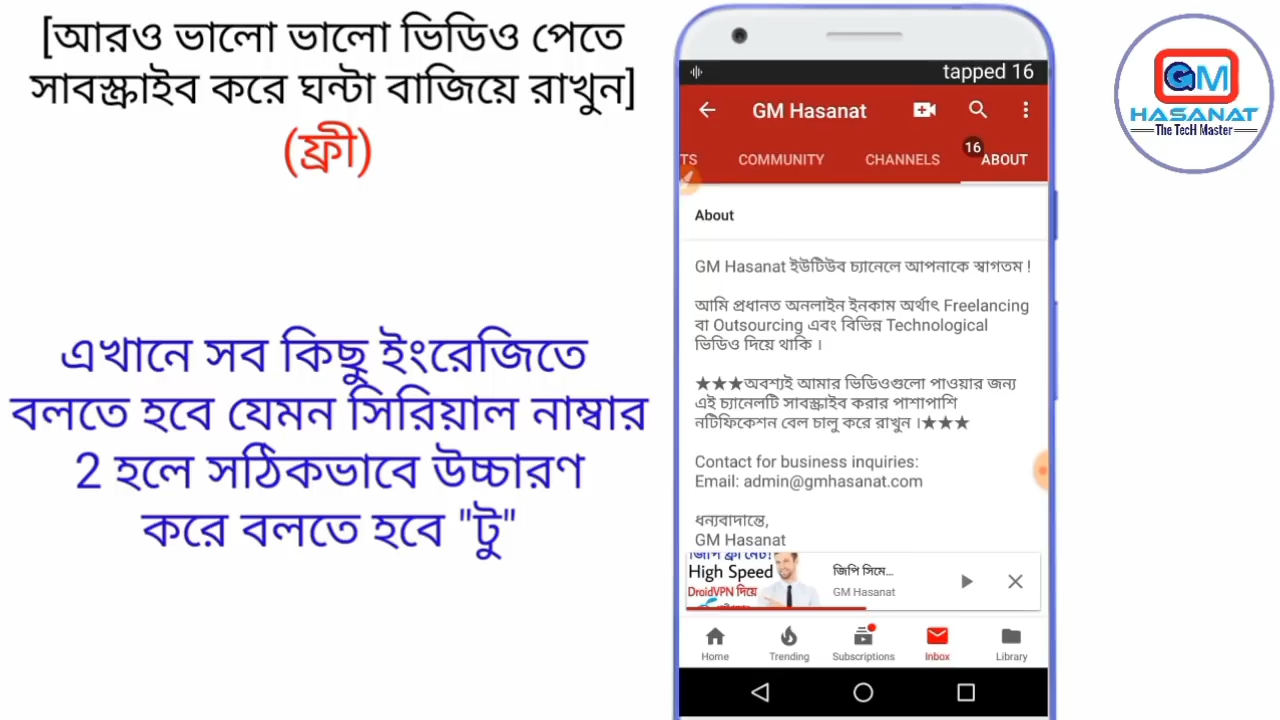 [আরও ভালো ভালো ভিডিও পেতে
সাবস্ক্রাইব করে ঘন্টা বাজিয়ে রাখুন]
(ফ্রী)
এখানে সব কিছু ইংরেজিতে
বলতে হবে যেমন সিরিয়াল নাম্বার
2 হলে সঠিকভাবে উচ্চারণ
করে বলতে হবে "টু"
tapped 16
GM Hasanat
TS COMMUNITY CHANNELS 16 ABOUT
About
GM Hasanat ইউটিউব চ্যানেলে আপনাকে স্বাগতম !
আমি প্রধানত অনলাইন ইনকাম অর্থাৎ Freelancing
বা Outsourcing এবং বিভিন্ন Technological
ভিডিও দিয়ে থাকি ।
★★★অবশ্যই আমার ভিডিওগুলো পাওয়ার জন্য
এই চ্যানেলটি সাবস্ক্রাইব করার পাশাপাশি
নটিফিকেশন বেল চালু করে রাখুন ।★★★
Contact for business inquiries:
Email: admin@gmhasanat.com
ধন্যবাদান্তে,
GM Hasanat
জিপি ফ্রী নেট!
High Speed
DroidVPN দিয়ে
জিপি সিমে...
GM Hasanat
Home Trending Subscriptions Inbox Library
GM
HASANAT
The TecH Master